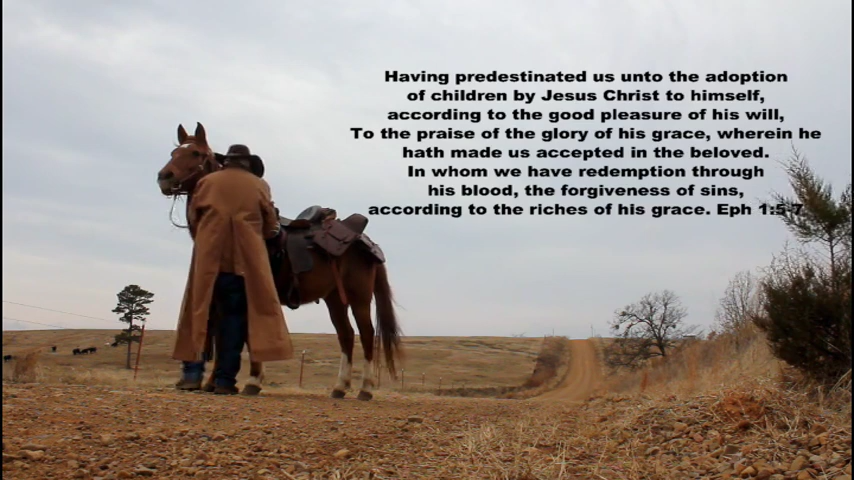 Having predestinated us unto the adoption
of children by Jesus Christ to himself,
according to the good pleasure of his will,
To the praise of the glory of his grace, wherein he
hath made us accepted in the beloved.
In whom we have redemption through
his blood, the forgiveness of sins,
according to the riches of his grace. Eph 1:5-7